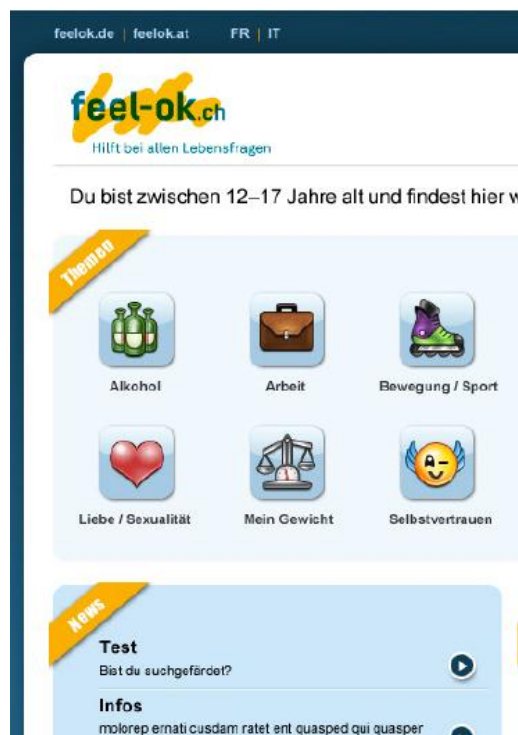 feelok.de | feelok.at FR | IT
feel-ok.ch
Hilft bei allen Lebensfragen
Du bist zwischen 12–17 Jahre alt und findest hier w
Themen
Alkohol Arbeit Bewegung / Sport
Liebe / Sexualität Mein Gewicht Selbstvertrauen
News
Test
Bist du suchgefördet?
Infos
molorep ernati cusdam ratet ent quasped qui quasper